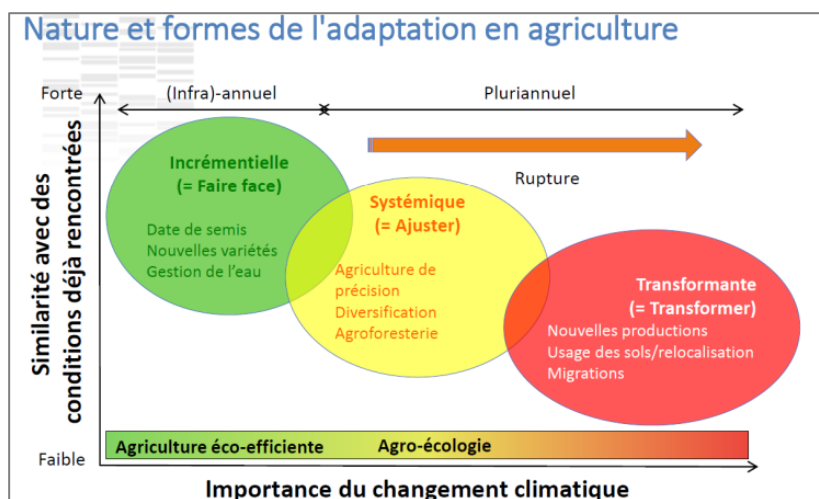 Nature et formes de l'adaptation en agriculture
Forte
(Infra)-annuel
Pluriannuel
Incrémentielle
(= Faire face)
Date de semis
Nouvelles variétés
Gestion de l'eau
Rupture
Systémique
(= Ajuster)
Agriculture de
précision
Diversification
Agroforesterie
Transformante
(= Transformer)
Nouvelles productions
Usage des sols/relocalisation
Migrations
Similarité avec des
conditions déjà rencontrées
Agriculture éco-efficiente
Agro-écologie
Faible
Importance du changement climatique